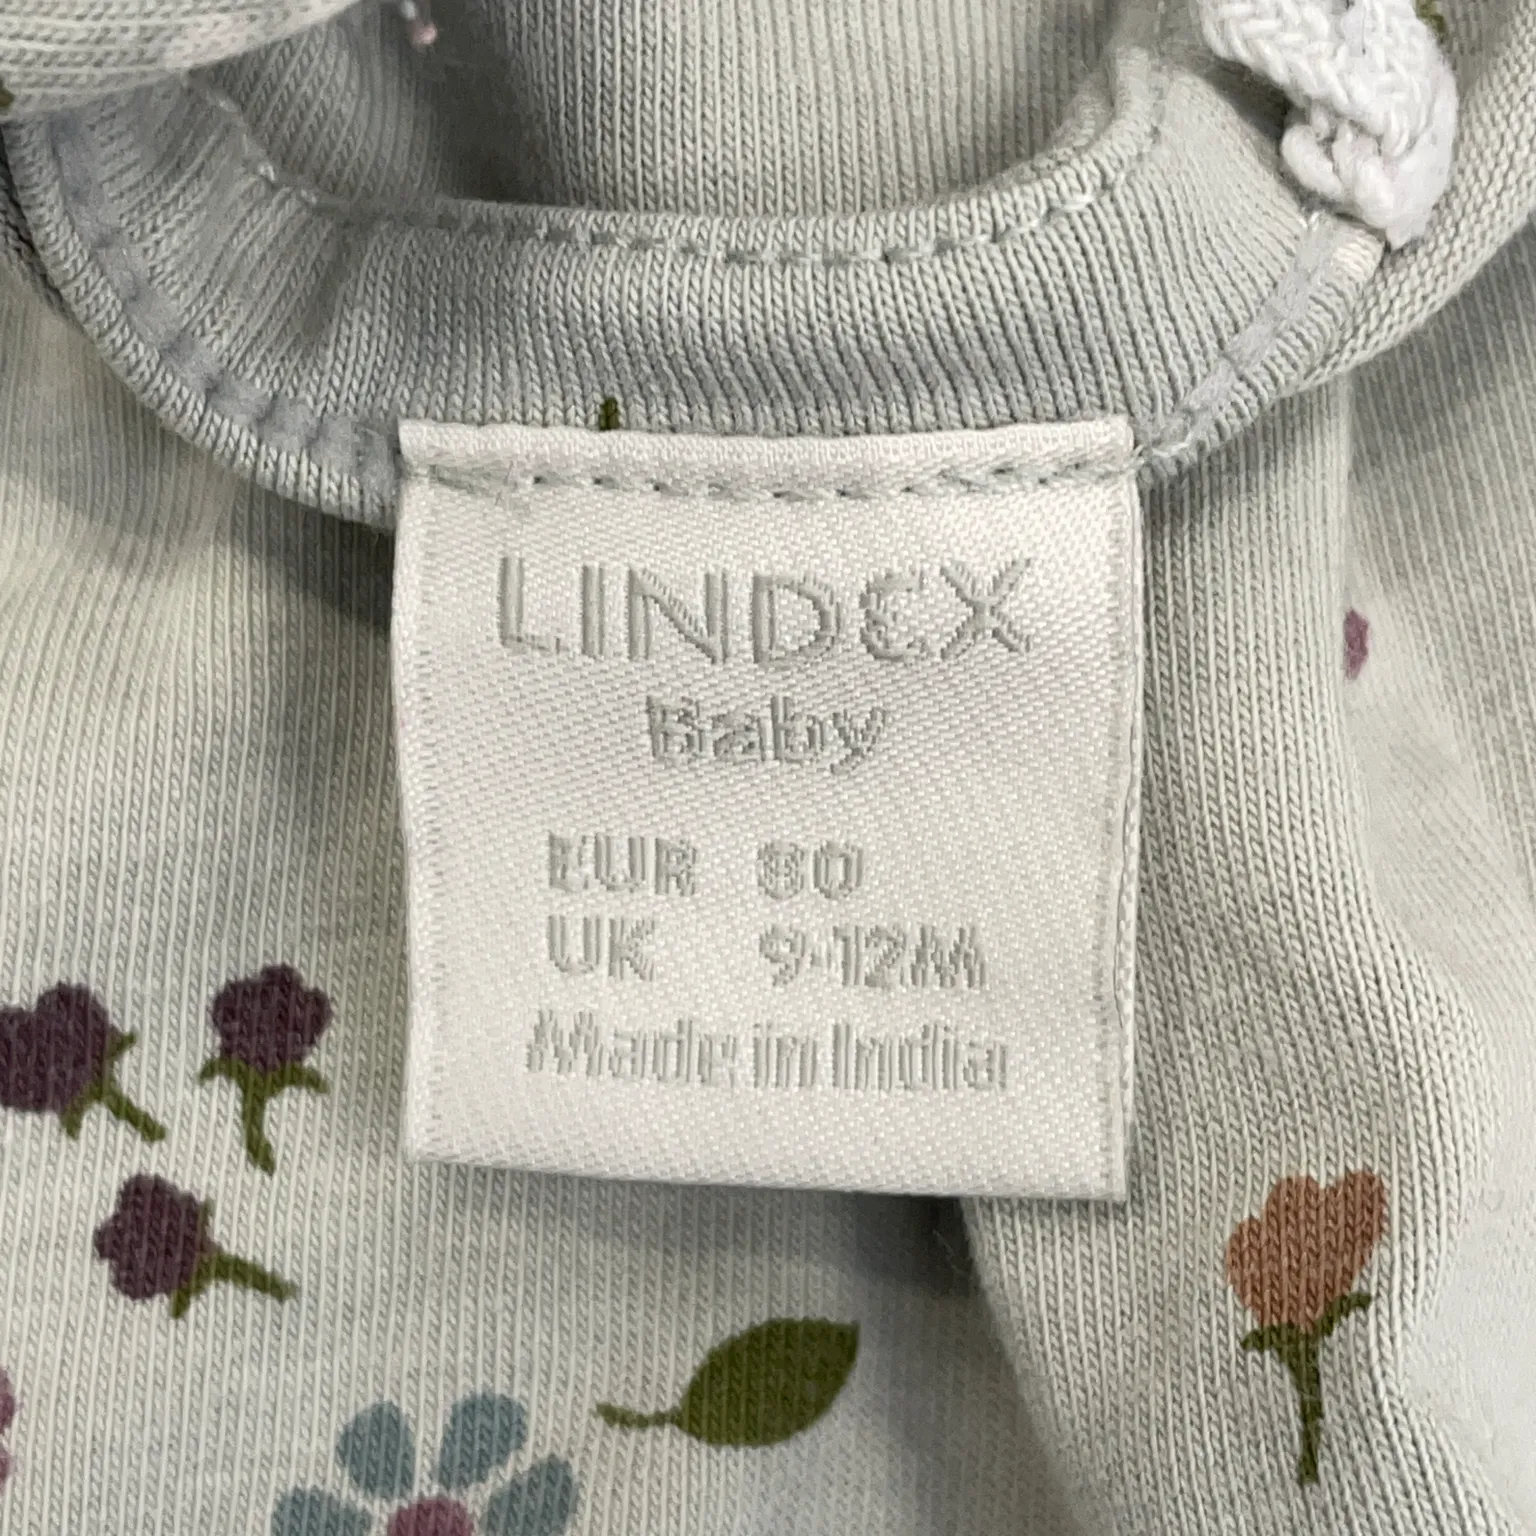 LINDEX
Baby
EUR 80
UK 9-12M
Made in India